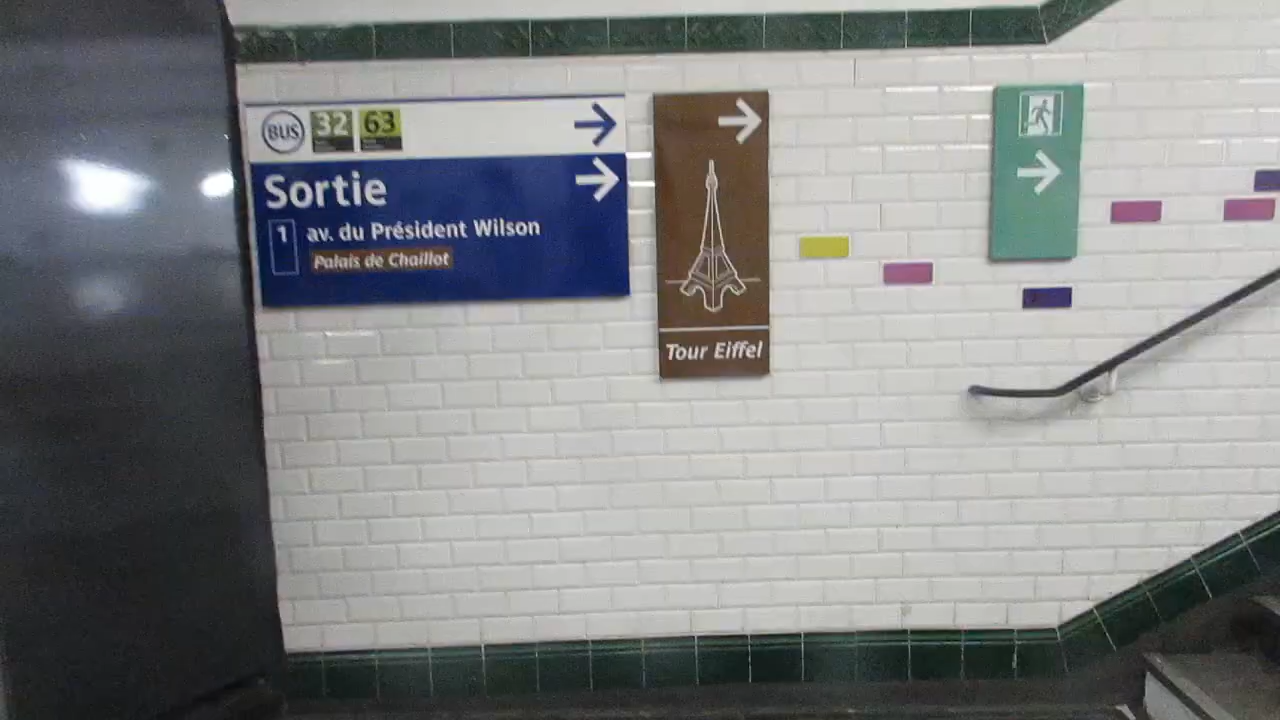 BUS 32 63
Sortie
1 av. du Président Wilson
Palais de Chaillot
Tour Eiffel